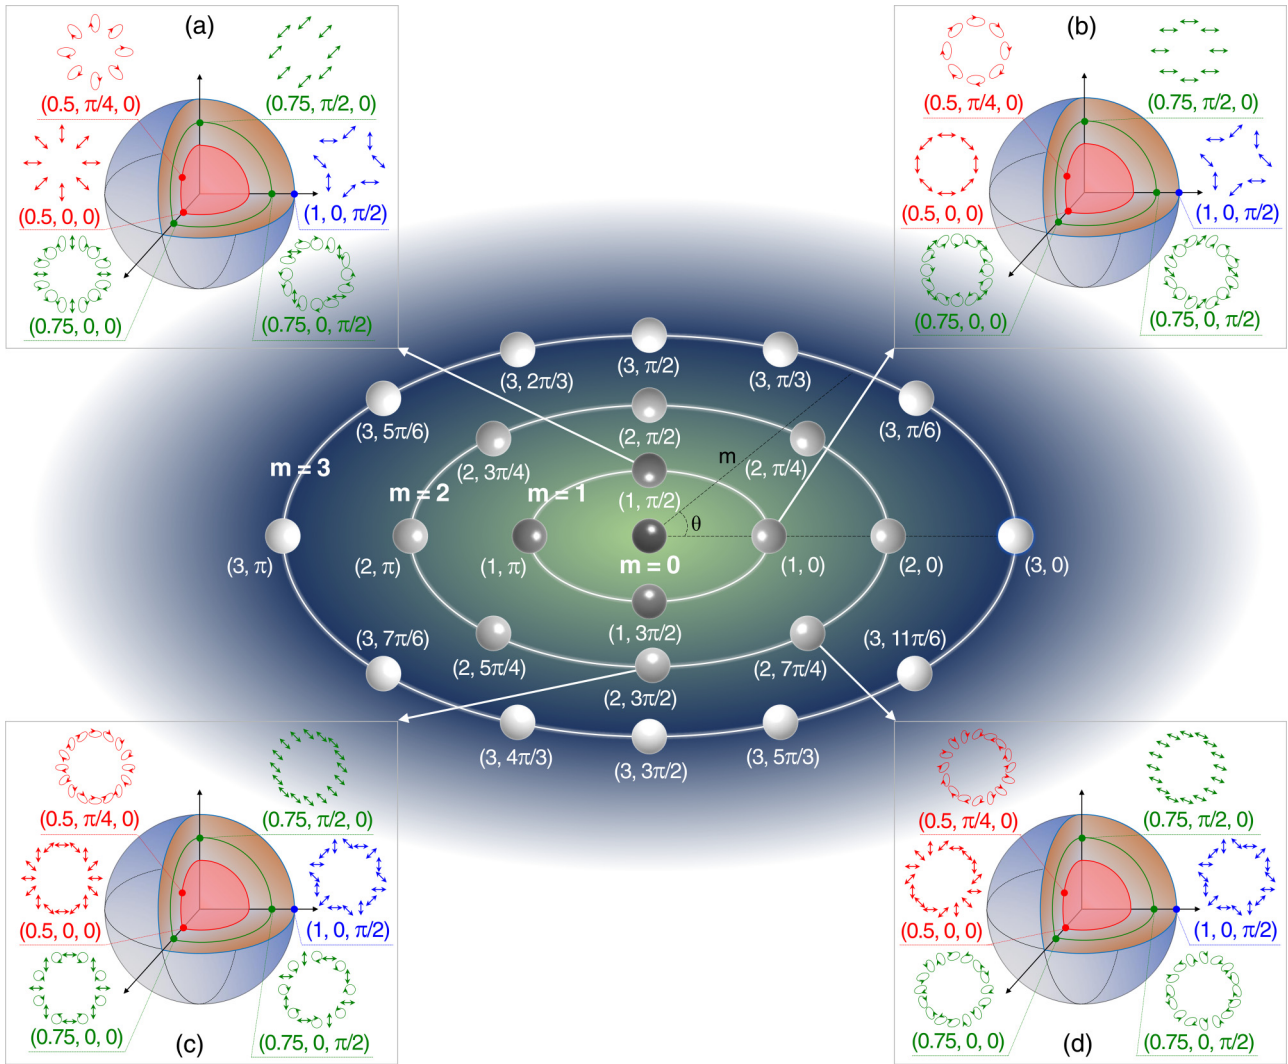 (a)
(0.5, π/4, 0)
(0.75, π/2, 0)
(0.5, 0, 0)
(1, 0, π/2)
(0.75, 0, 0)
(0.75, 0, π/2)
(b)
(0.5, π/4, 0)
(0.75, π/2, 0)
(0.5, 0, 0)
(1, 0, π/2)
(0.75, 0, 0)
(0.75, 0, π/2)
(3, π/2)
(3, 2π/3)
(3, π/3)
(3, 5π/6)
(3, π/6)
(2, π/2)
(2, 3π/4)
(2, π/4)
m
m = 3
m = 2
m = 1
(1, π/2)
θ
(3, π)
(2, π)
(1, π)
m = 0
(1, 0)
(2, 0)
(3, 0)
(1, 3π/2)
(3, 7π/6)
(3, 11π/6)
(2, 5π/4)
(2, 7π/4)
(2, 3π/2)
(3, 4π/3)
(3, 5π/3)
(3, 3π/2)
(0.5, π/4, 0)
(0.75, π/2, 0)
(0.5, 0, 0)
(1, 0, π/2)
(0.75, 0, 0)
(0.75, 0, π/2)
(c)
(0.5, π/4, 0)
(0.75, π/2, 0)
(0.5, 0, 0)
(1, 0, π/2)
(0.75, 0, 0)
(0.75, 0, π/2)
(d)